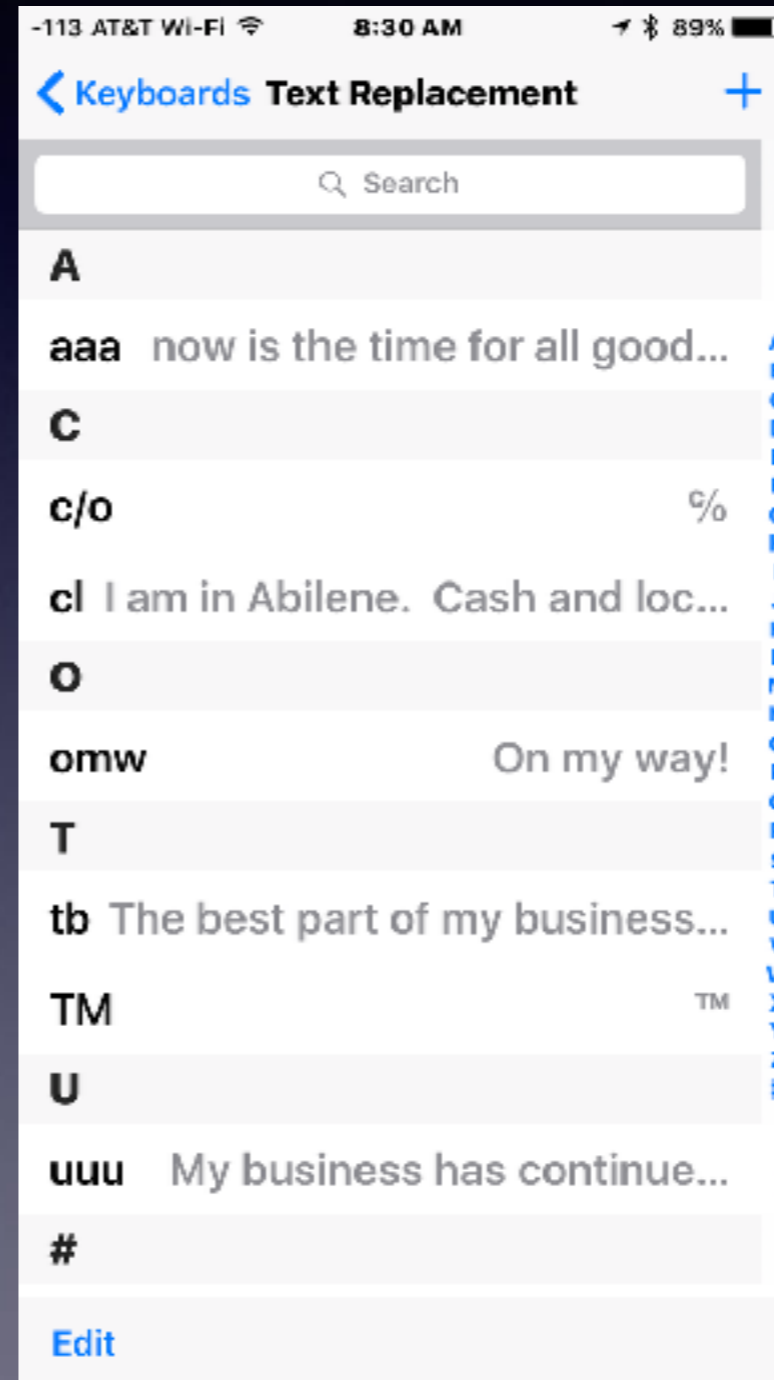 -113 AT&T Wi-Fi 8:30 AM 89%
Keyboards Text Replacement +
Search
A
aaa now is the time for all good...
C
c/o ℅
cl I am in Abilene.  Cash and loc...
O
omw On my way!
T
tb The best part of my business...
TM ™
U
uuu My business has continue...
#
Edit